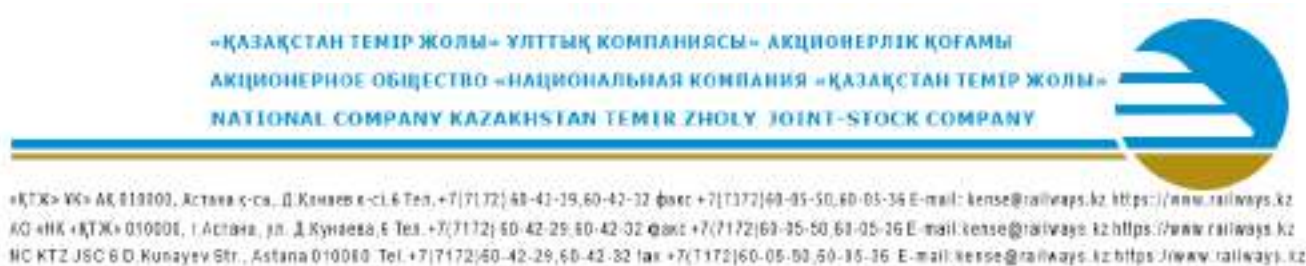 «ҚАЗАҚСТАН ТЕМІР ЖОЛЫ» ҰЛТТЫҚ КОМПАНИЯСЫ» АКЦИОНЕРЛІК ҚОҒАМЫ
АКЦИОНЕРНОЕ ОБЩЕСТВО «НАЦИОНАЛЬНАЯ КОМПАНИЯ «ҚАЗАҚСТАН ТЕМІР ЖОЛЫ»
NATIONAL COMPANY KAZAKHSTAN TEMIR ZHOLY JOINT-STOCK COMPANY
«ҚТЖ» ҰК» АҚ 010000, Астана қ-са, Д.Қонаев к-сі,6 Тел.+7(7172) 60-42-29,60-42-32 факс +7(7172)60-05-50,60-05-36 E-mail: kense@railways.kz https://www.railways.kz
АО «НК «ҚТЖ» 010000, г.Астана, ул. Д.Кунаева,6 Тел.+7(7172) 60-42-29,60-42-32 факс +7(7172)60-05-50,60-05-36 E-mail:kense@railways.kz https://www.railways.kz
NC KTZ JSC 6 D.Kunayev Str., Astana 010000 Tel.+7(7172)60-42-29,60-42-32 fax +7(7172)60-05-50,60-05-36 E-mail:kense@railways.kz https://www.railways.kz